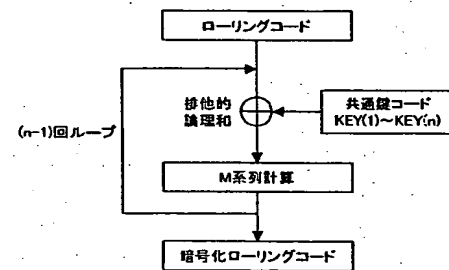 ローリングコード
排他的
論理和
共通鍵コード
KEY(1)～KEY(n)
(n-1)回ループ
M系列計算
暗号化ローリングコード